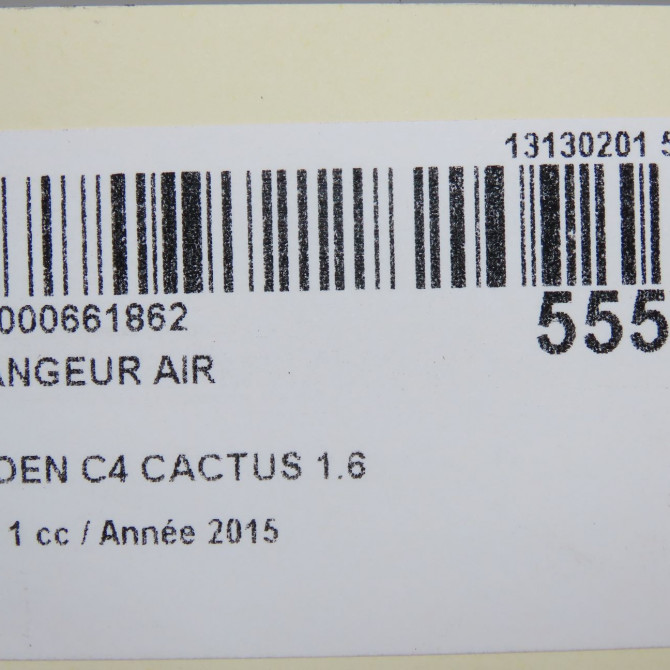 13130201 5
000661862
555
ANGEUR AIR
DEN C4 CACTUS 1.6
1 cc / Année 2015